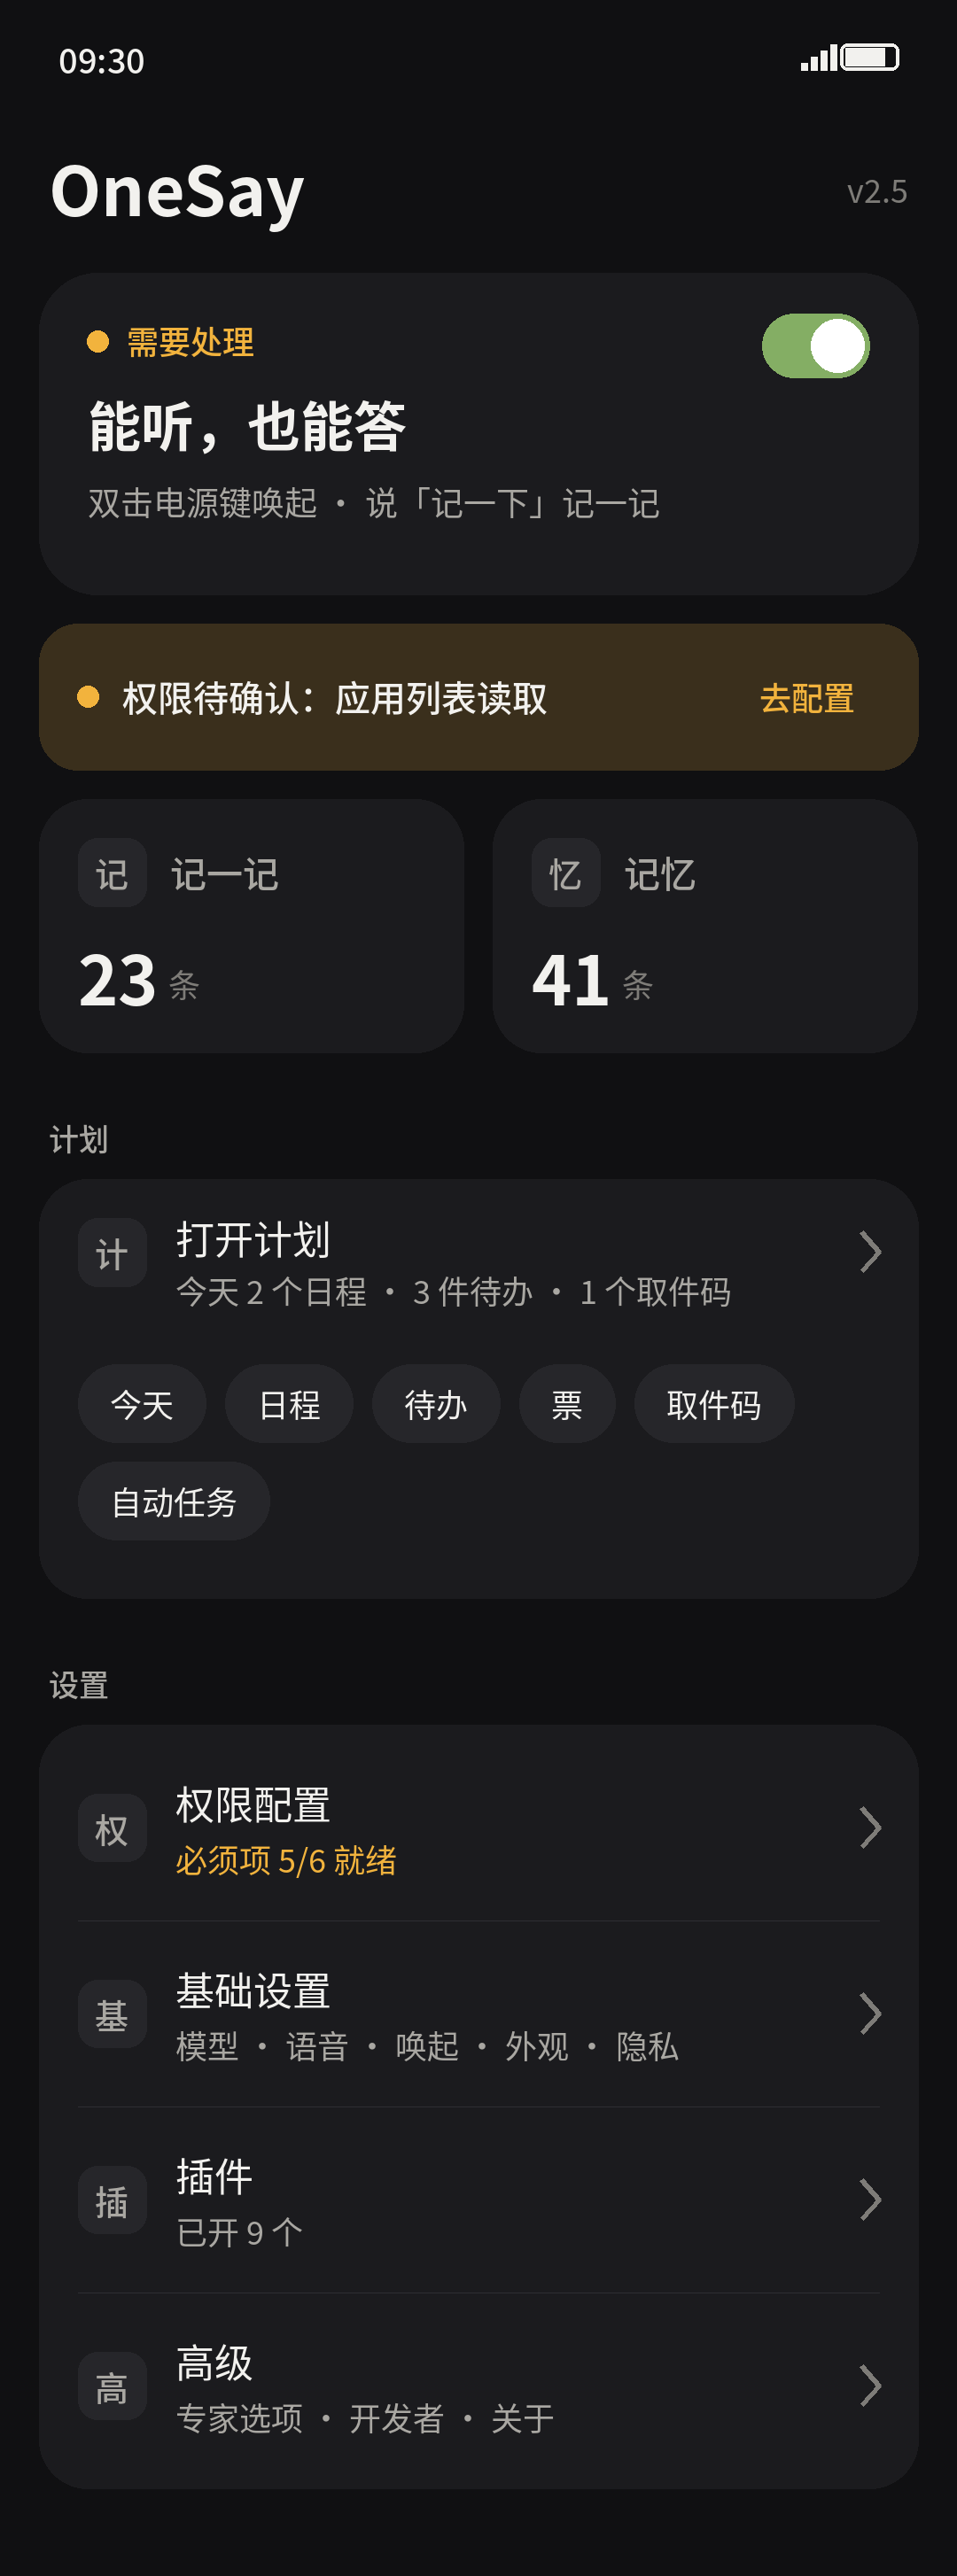 09:30
OneSay
v2.5
需要处理
能听，也能答
双击电源键唤起 · 说「记一下」记一记
权限待确认：应用列表读取
去配置
记 记一记
忆 记忆
23 条
41 条
计划
计 打开计划
今天 2 个日程 · 3 件待办 · 1 个取件码
今天 日程 待办 票 取件码
自动任务
设置
权 权限配置
必须项 5/6 就绪
基 基础设置
模型 · 语音 · 唤起 · 外观 · 隐私
插 插件
已开 9 个
高 高级
专家选项 · 开发者 · 关于